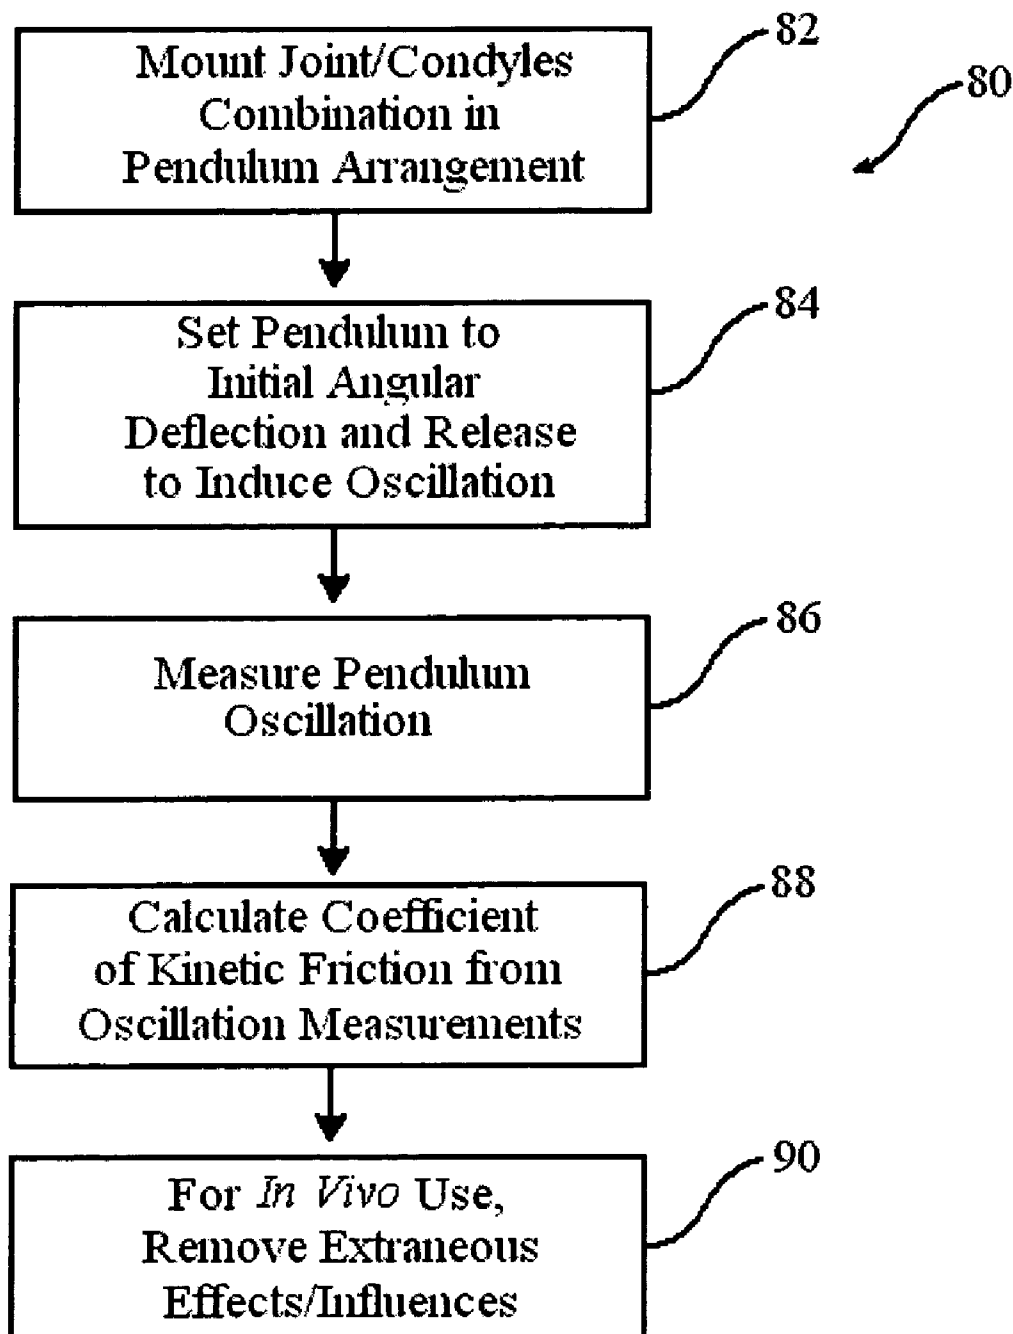 82
80
Mount Joint/Condyles
Combination in
Pendulum Arrangement
84
Set Pendulum to
Initial Angular
Deflection and Release
to Induce Oscillation
86
Measure Pendulum
Oscillation
88
Calculate Coefficient
of Kinetic Friction from
Oscillation Measurements
90
For In Vivo Use,
Remove Extraneous
Effects/Influences